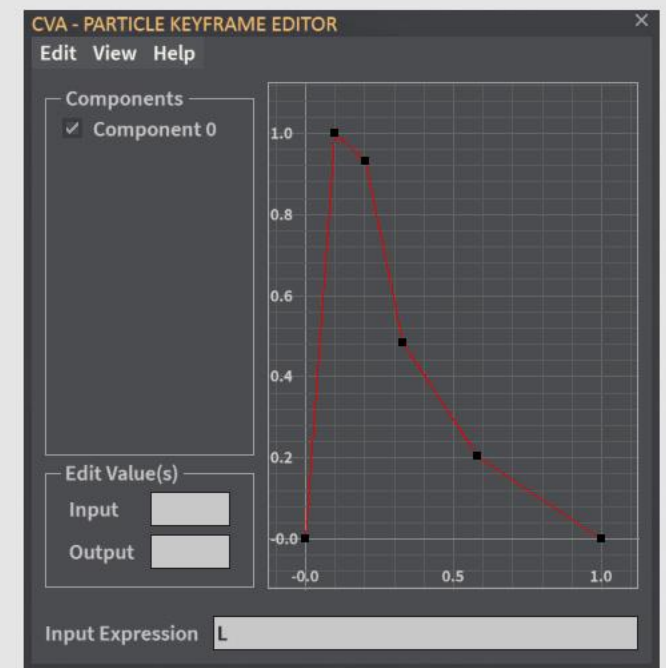 CVA - PARTICLE KEYFRAME EDITOR ×
Edit View Help
Components
Component 0
1.0
0.8
0.6
0.4
0.2
-0.0
-0.0 0.5 1.0
Edit Value(s)
Input
Output
Input Expression L